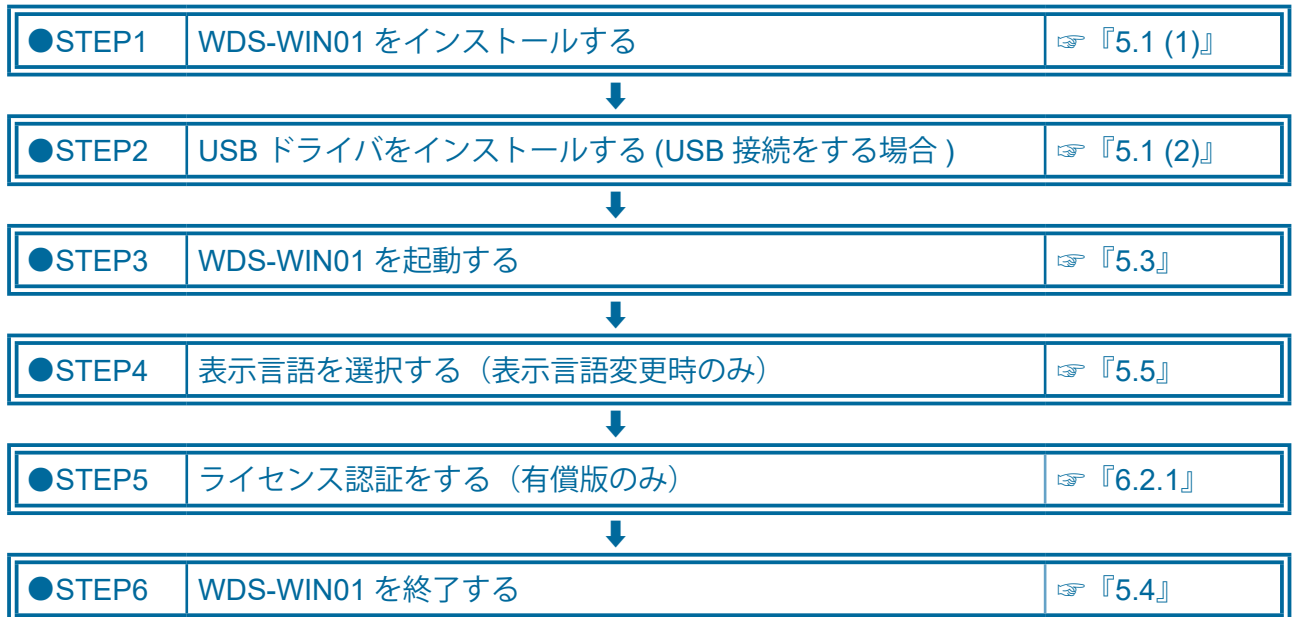 ●STEP1 WDS-WIN01 をインストールする ☞『5.1 (1)』
⬇
●STEP2 USB ドライバをインストールする (USB 接続をする場合 ) ☞『5.1 (2)』
⬇
●STEP3 WDS-WIN01 を起動する ☞『5.3』
⬇
●STEP4 表示言語を選択する（表示言語変更時のみ） ☞『5.5』
⬇
●STEP5 ライセンス認証をする（有償版のみ） ☞『6.2.1』
⬇
●STEP6 WDS-WIN01 を終了する ☞『5.4』